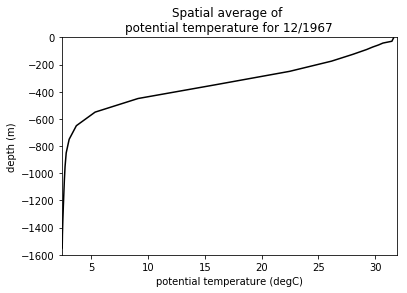 Spatial average of
potential temperature for 12/1967
0
−200
−400
−600
−800
−1000
−1200
−1400
−1600
depth (m)
5 10 15 20 25 30
potential temperature (degC)